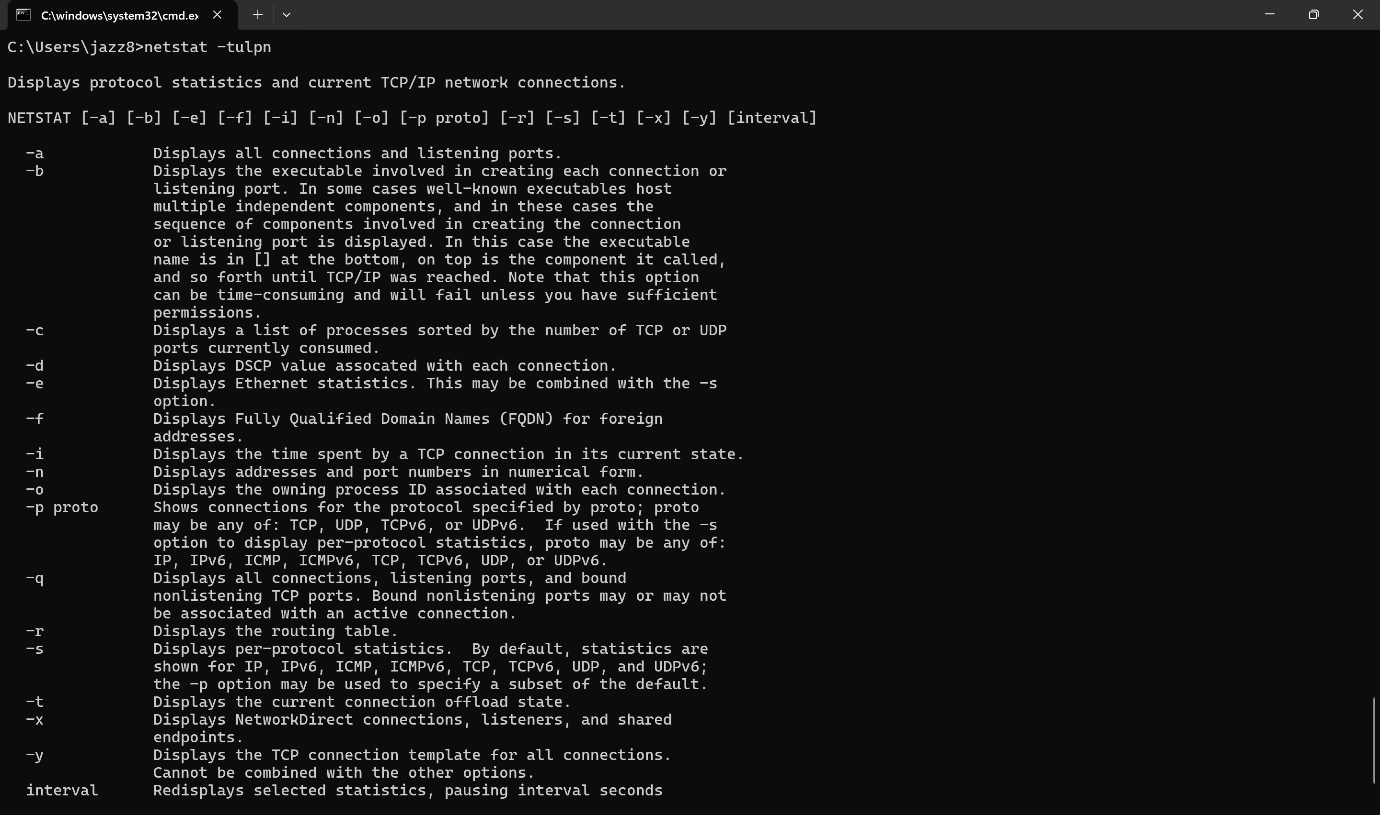 C:\windows\system32\cmd.ex
C:\Users\jazz8>netstat -tulpn
Displays protocol statistics and current TCP/IP network connections.
NETSTAT [-a] [-b] [-e] [-f] [-i] [-n] [-o] [-p proto] [-r] [-s] [-t] [-x] [-y] [interval]
-a Displays all connections and listening ports.
-b Displays the executable involved in creating each connection or
listening port. In some cases well-known executables host
multiple independent components, and in these cases the
sequence of components involved in creating the connection
or listening port is displayed. In this case the executable
name is in [] at the bottom, on top is the component it called,
and so forth until TCP/IP was reached. Note that this option
can be time-consuming and will fail unless you have sufficient
permissions.
-c Displays a list of processes sorted by the number of TCP or UDP
ports currently consumed.
-d Displays DSCP value assocated with each connection.
-e Displays Ethernet statistics. This may be combined with the -s
option.
-f Displays Fully Qualified Domain Names (FQDN) for foreign
addresses.
-i Displays the time spent by a TCP connection in its current state.
-n Displays addresses and port numbers in numerical form.
-o Displays the owning process ID associated with each connection.
-p proto Shows connections for the protocol specified by proto; proto
may be any of: TCP, UDP, TCPv6, or UDPv6.  If used with the -s
option to display per-protocol statistics, proto may be any of:
IP, IPv6, ICMP, ICMPv6, TCP, TCPv6, UDP, or UDPv6.
-q Displays all connections, listening ports, and bound
nonlistening TCP ports. Bound nonlistening ports may or may not
be associated with an active connection.
-r Displays the routing table.
-s Displays per-protocol statistics.  By default, statistics are
shown for IP, IPv6, ICMP, ICMPv6, TCP, TCPv6, UDP, and UDPv6;
the -p option may be used to specify a subset of the default.
-t Displays the current connection offload state.
-x Displays NetworkDirect connections, listeners, and shared
endpoints.
-y Displays the TCP connection template for all connections.
Cannot be combined with the other options.
interval Redisplays selected statistics, pausing interval seconds